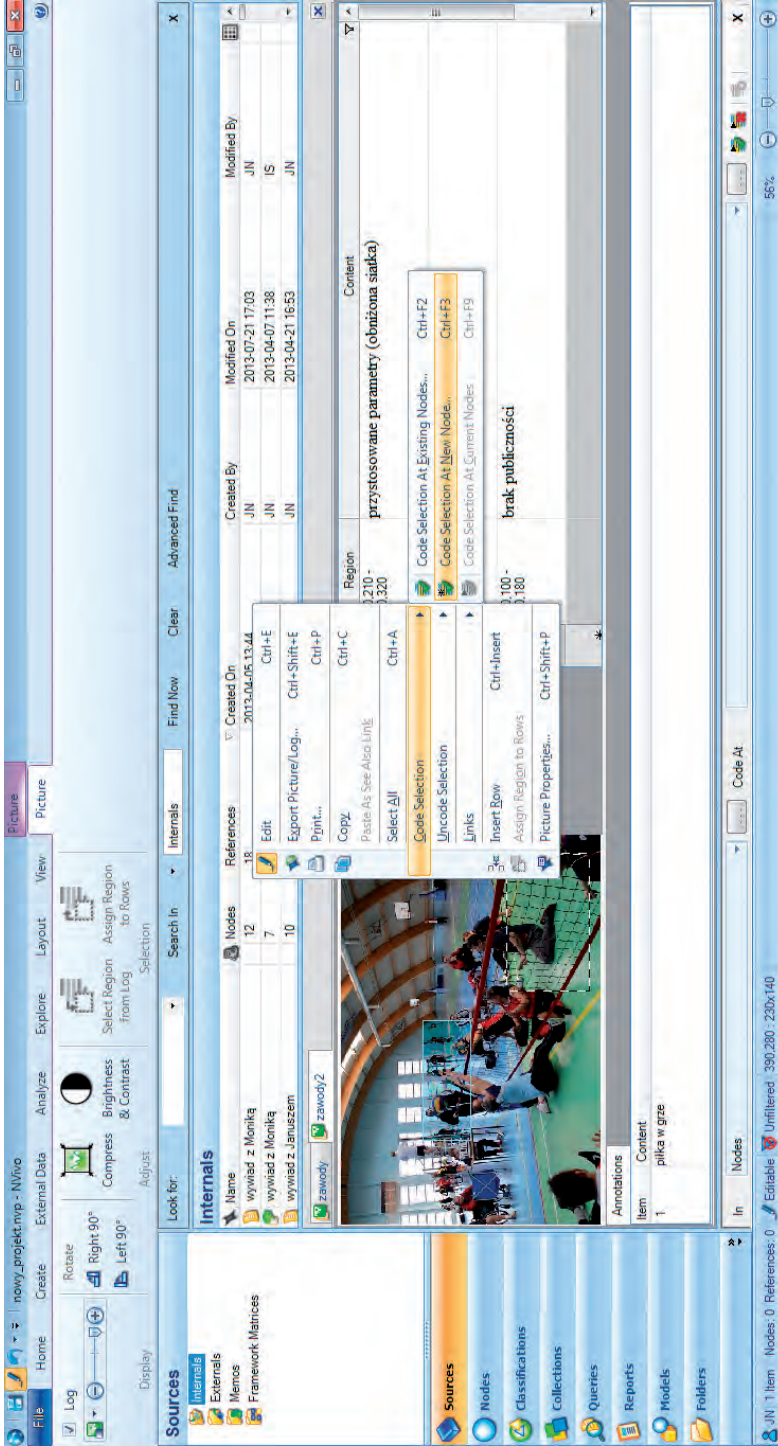 nowy_projekt.nvp - NVivo
Picture
File Home Create External Data Analyze Explore Layout View Picture
Log
Rotate
Right 90°
Left 90°
Compress
Brightness & Contrast
Select Region from Log
Assign Region to Rows
Display
Adjust
Selection
Look for:
Search In
Internals
Find Now
Clear
Advanced Find
X
Sources
Internals
Externals
Memos
Framework Matrices
Sources
Nodes
Classifications
Collections
Queries
Reports
Models
Folders
Internals
Name Nodes References Created On Created By Modified On Modified By
wywiad z Moniką 12 18 2013-04-05 13:44 JN 2013-07-21 17:03 JN
wywiad z Moniką 7 JN 2013-04-07 11:38 IS
wywiad z Januszem 10 JN 2013-04-21 16:53 JN
zawody
zawody2
Region Content
0.210 -
0.320
przystosowane parametry (obniżona siatka)
0.100 -
0.180
brak publiczności
*
Edit Ctrl+E
Export Picture/Log... Ctrl+Shift+E
Print... Ctrl+P
Copy Ctrl+C
Paste As See Also Link
Select All Ctrl+A
Code Selection
Uncode Selection
Links
Insert Row Ctrl+Insert
Assign Region to Rows
Picture Properties... Ctrl+Shift+P
Code Selection At Existing Nodes... Ctrl+F2
Code Selection At New Node... Ctrl+F3
Code Selection At Current Nodes Ctrl+F9
Annotations
Item Content
1 piłka w grze
In Nodes ... Code At ... X
JN 1 Item Nodes: 0 References: 0 Editable Unfiltered 390.280 - 230x140 56%